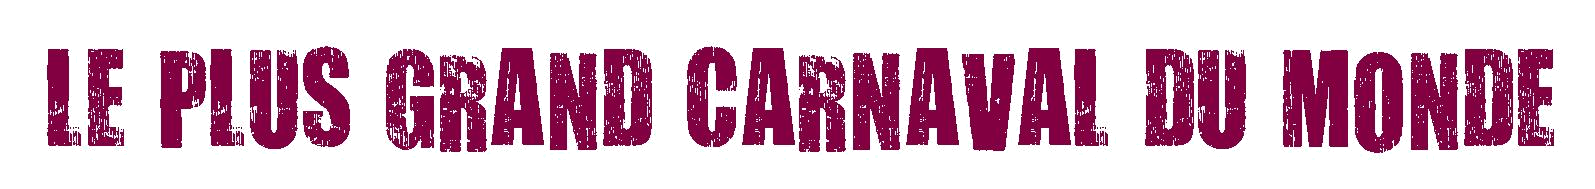 LE PLUS GRAND CARNAVAL DU MONDE